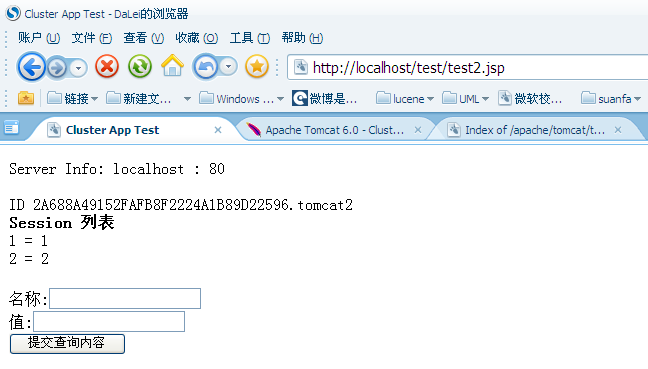 Cluster App Test - DaLei的浏览器
账户 (U) 文件 (F) 查看 (V) 收藏 (O) 工具 (T) 帮助 (H)
http://localhost/test/test2.jsp
链接 新建文... Windows ... 微博是... lucene UML 微软校... suanfa
Cluster App Test Apache Tomcat 6.0 - Clust... Index of /apache/tomcat/t...
Server Info: localhost : 80
ID 2A688A49152FAFB8F2224A1B89D22596.tomcat2
Session 列表
1 = 1
2 = 2
名称:
值:
提交查询内容